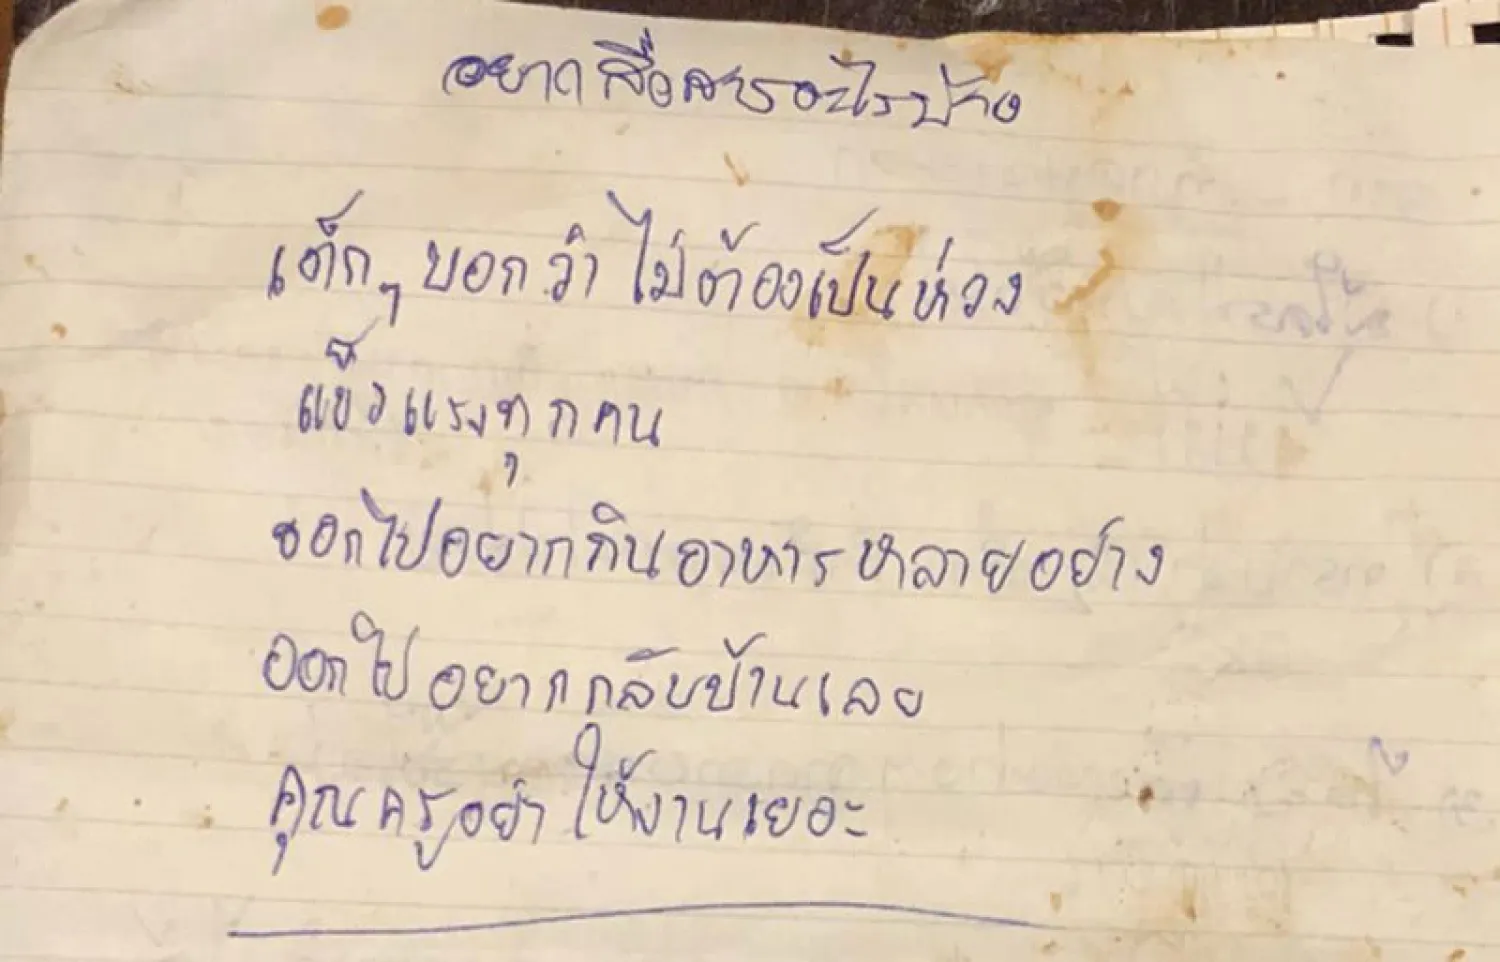 อยากสื่อสารอะไรบ้าง
เด็กๆ บอกว่า ไม่ต้องเป็นห่วง
แข็งแรงทุกคน
ออกไปอยากกินอาหารหลายอย่าง
ออกไปอยากกลับบ้านเลย
คุณครูอย่าให้งานเยอะ